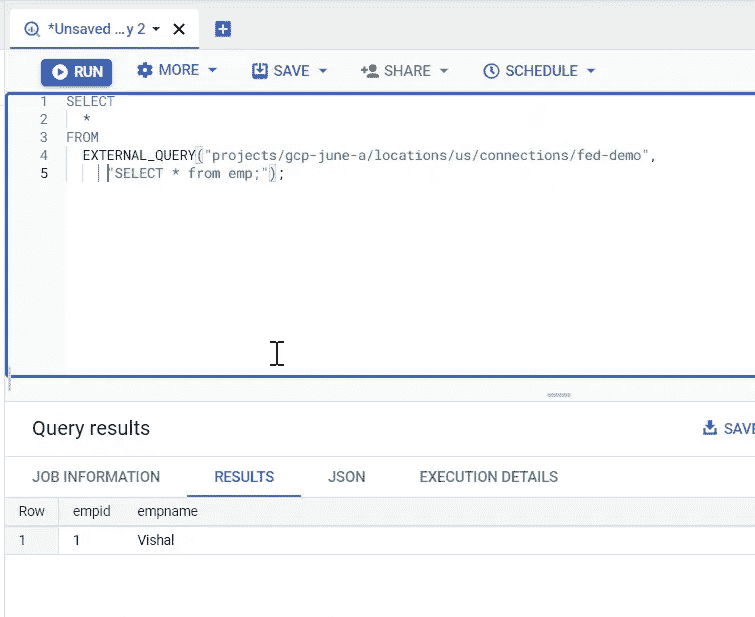 *Unsaved ...y 2
RUN MORE SAVE SHARE SCHEDULE
1 SELECT
2 *
3 FROM
4 EXTERNAL_QUERY("projects/gcp-june-a/locations/us/connections/fed-demo",
5 "SELECT * from emp;");
Query results
SAVE
JOB INFORMATION RESULTS JSON EXECUTION DETAILS
Row empid empname
1 1 Vishal